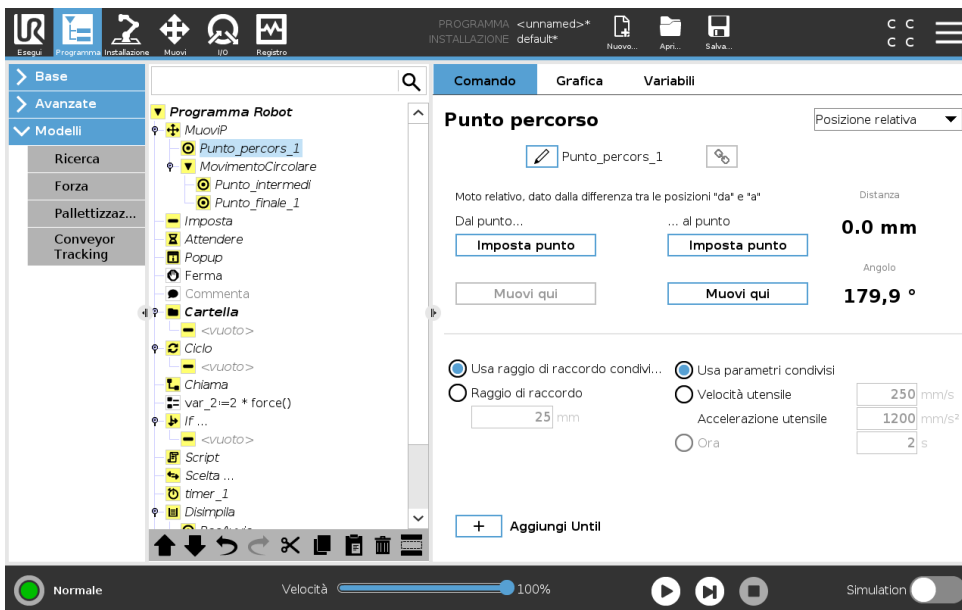 PROGRAMMA <unnamed>*
INSTALLAZIONE default*
Esegui Programma Installazione Muovi I/O Registro Nuovo... Apri... Salva...
C C
C C
Base
Avanzate
Modelli
Ricerca
Forza
Pallettizzaz...
Conveyor
Tracking
Programma Robot
MuoviP
Punto_percors_1
MovimentoCircolare
Punto_intermedi
Punto_finale_1
Imposta
Attendere
Popup
Ferma
Commenta
Cartella
<vuoto>
Ciclo
<vuoto>
Chiama
var_2:=2 * force()
If ...
<vuoto>
Script
Scelta ...
timer_1
Disimpila
Comando Grafica Variabili
Punto percorso
Posizione relativa
Punto_percors_1
Moto relativo, dato dalla differenza tra le posizioni "da" e "a"
Distanza
Dal punto... ... al punto
0.0 mm
Imposta punto Imposta punto
Angolo
Muovi qui Muovi qui
179,9 °
Usa raggio di raccordo condivi... Usa parametri condivisi
Raggio di raccordo Velocità utensile 250 mm/s
25 mm Accelerazione utensile 1200 mm/s²
Ora 2 s
+ Aggiungi Until
Normale Velocità 100% Simulation